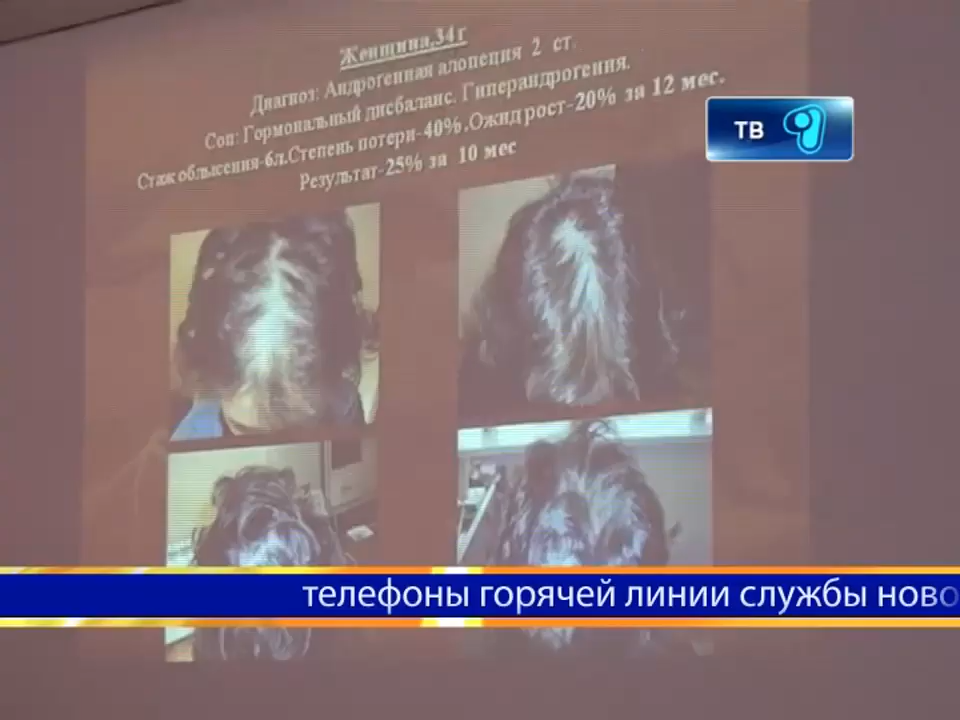 Женщина,34г
Диагноз: Андрогенная алопеция 2 ст.
Соп: Гормональный дисбаланс. Гиперандрогения.
Стаж облысения-6л.Степень потери-40%.Ожид рост-20% за 12 мес.
Результат-25% за 10 мес
ТВ
телефоны горячей линии службы ново